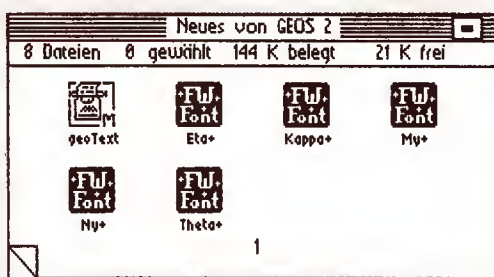 Neues von GEOS 2
8 Dateien 0 gewählt 144 K belegt 21 K frei
M
FW Font FW Font FW Font
geoText Eta+ Kappa+ My+
FW Font FW Font
Ny+ Theta+
1